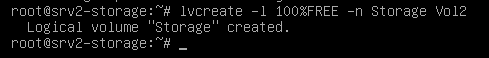 root@srv2-storage:~# lvcreate -l 100%FREE -n Storage Vol2
  Logical volume "Storage" created.
root@srv2-storage:~# _